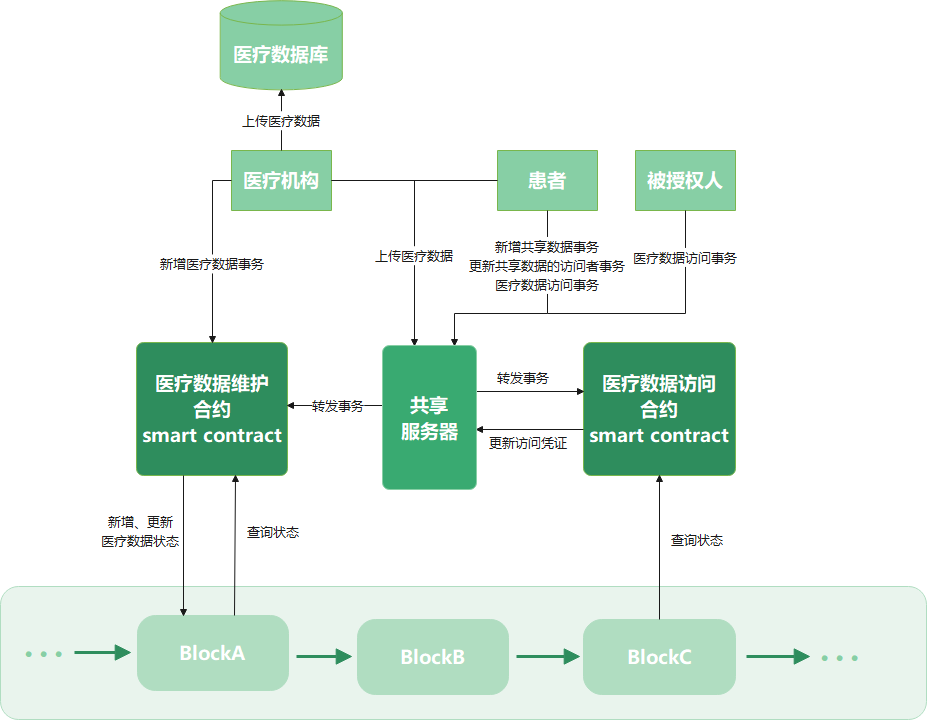 医疗数据库
上传医疗数据
医疗机构
患者
被授权人
新增医疗数据事务
上传医疗数据
新增共享数据事务
更新共享数据的访问者事务
医疗数据访问事务
医疗数据访问事务
医疗数据维护
合约
smart contract
转发事务
共享
服务器
转发事务
更新访问凭证
医疗数据访问
合约
smart contract
新增、更新
医疗数据状态
查询状态
查询状态
• • •
BlockA
BlockB
BlockC
• • •